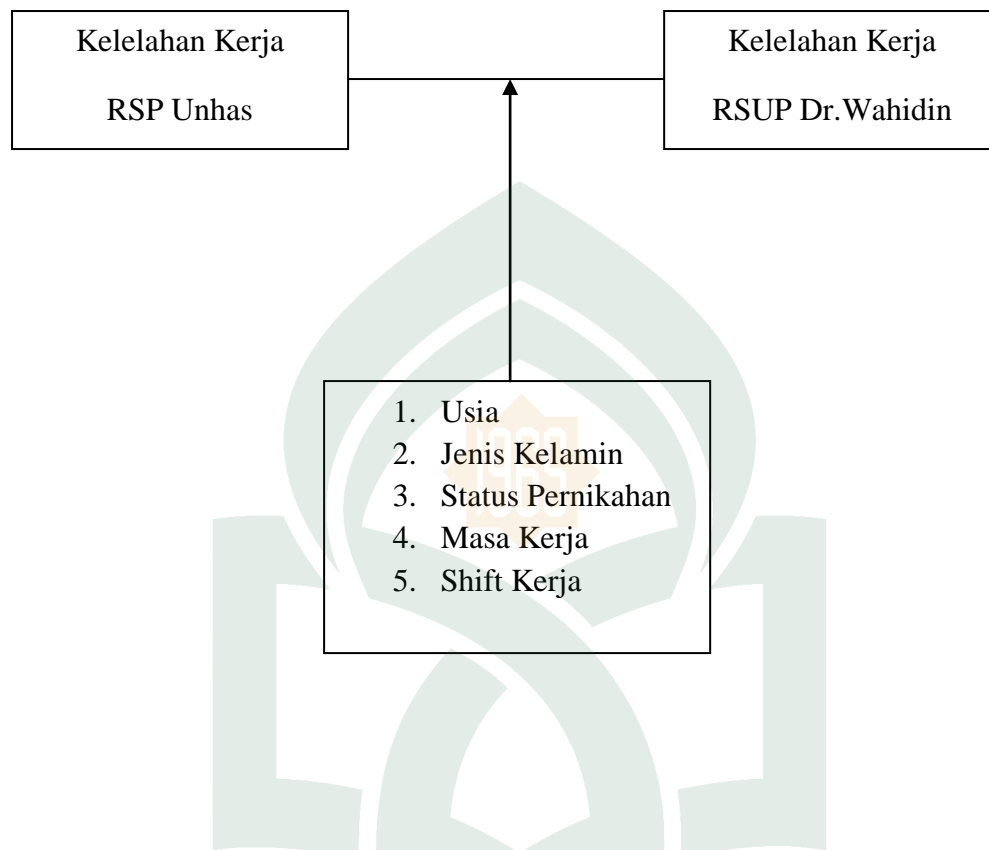 Kelelahan Kerja
RSP Unhas
Kelelahan Kerja
RSUP Dr.Wahidin
1. Usia
2. Jenis Kelamin
3. Status Pernikahan
4. Masa Kerja
5. Shift Kerja
1965